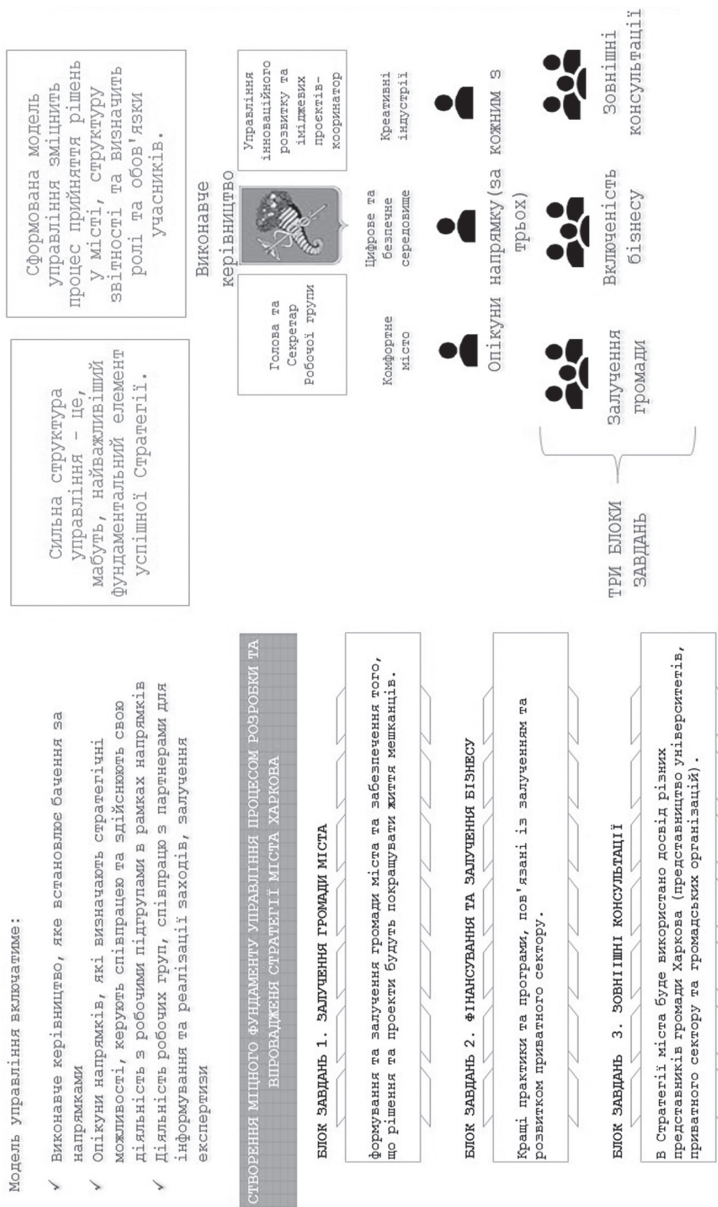 Модель управління включатиме:
✓ Виконавче керівництво, яке встановлює бачення за
напрямками
✓ Опікуни напрямків, які визначають стратегічні
можливості, керують співпрацею та здійснюють свою
діяльність з робочими підгрупами в рамках напрямків
✓ Діяльність робочих груп, співпрацю з партнерами для
інформування та реалізації заходів, залучення
експертизи
Сильна структура
управління – це,
мабуть, найважливіший
фундаментальний елемент
успішної Стратегії.
Сформована модель
управління зміцнить
процес прийняття рішень
у місті, структуру
звітності та визначить
ролі та обов'язки
учасників.
СТВОРЕННЯ МІЦНОГО ФУНДАМЕНТУ УПРАВЛІННЯ ПРОЦЕСОМ РОЗРОБКИ ТА
ВПРОВАДЖЕНЯ СТРАТЕГІЇ МІСТА ХАРКОВА
БЛОК ЗАВДАНЬ 1. ЗАЛУЧЕННЯ ГРОМАДИ МІСТА
Формування та залучення громади міста та забезпечення того,
що рішення та проекти будуть покращувати життя мешканців.
БЛОК ЗАВДАНЬ 2. ФІНАНСУВАННЯ ТА ЗАЛУЧЕННЯ БІЗНЕСУ
Кращі практики та програми, пов'язані із залученням та
розвитком приватного сектору.
БЛОК ЗАВДАНЬ 3. ЗОВНІШНІ КОНСУЛЬТАЦІЇ
В Стратегії міста буде використано досвід різних
представників громади Харкова (представництво університетів,
приватного сектору та громадських організацій).
Виконавче
керівництво
Голова та
Секретар
Робочої групи
Управління
інноваційного
розвитку та
іміджевих
проєктів-
кооринатор
Комфортне
місто
Цифрове та
безпечне
середовище
Креативні
індустрії
Опікуни напрямку(за кожним з
трьох)
ТРИ БЛОКИ
ЗАВДАНЬ
Залучення
громади
Включеність
бізнесу
Зовнішні
консультації